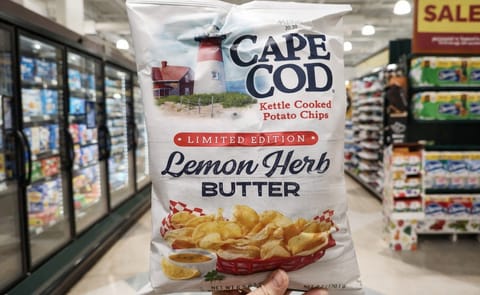 SALE
CAPE
COD
Kettle Cooked
Potato Chips
LIMITED EDITION
Lemon Herb
BUTTER